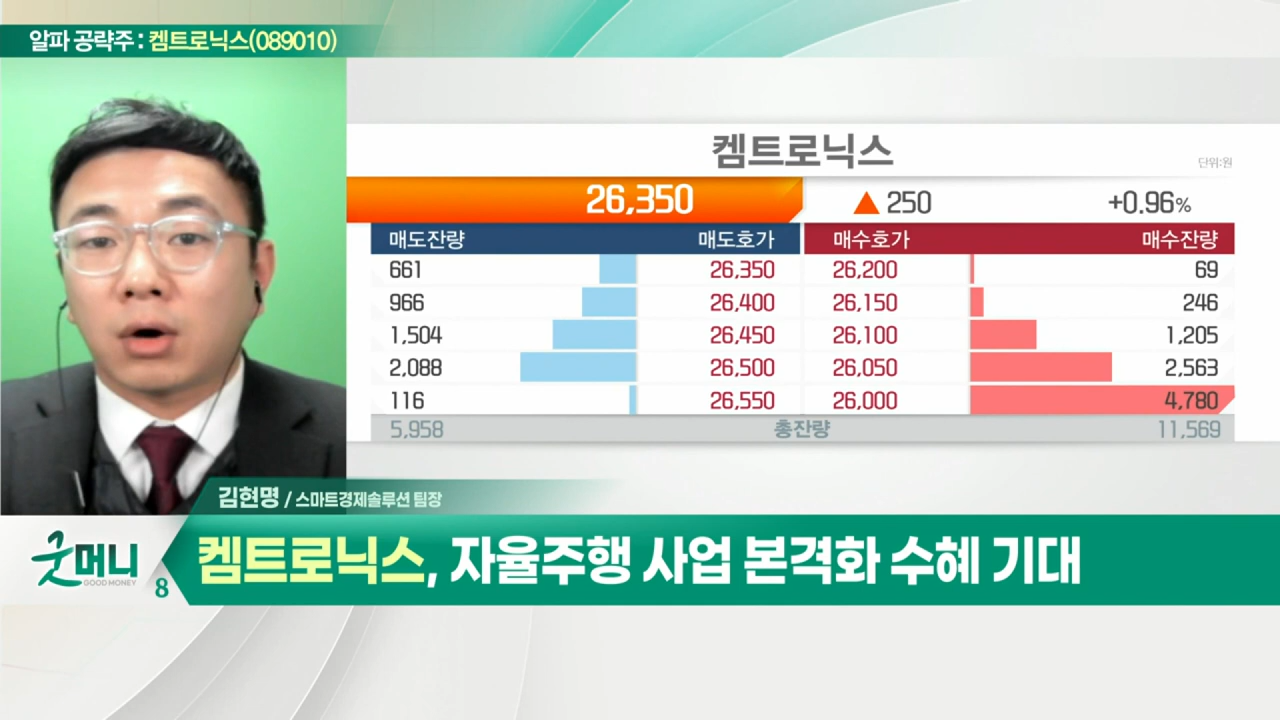 알파 공략주 : 켐트로닉스(089010)
켐트로닉스
단위:원
26,350 ▲ 250 +0.96%
매도잔량 매도호가 매수호가 매수잔량
661 26,350 26,200 69
966 26,400 26,150 246
1,504 26,450 26,100 1,205
2,088 26,500 26,050 2,563
116 26,550 26,000 4,780
5,958 총잔량 11,569
김현명 / 스마트경제솔루션 팀장
굿머니
GOOD MONEY
8
켐트로닉스, 자율주행 사업 본격화 수혜 기대